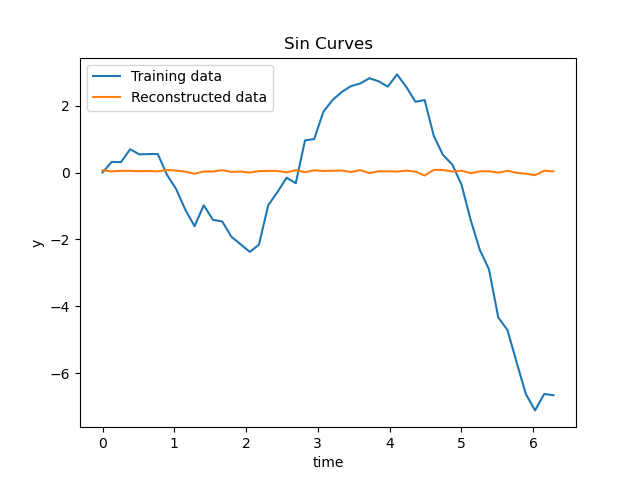 Sin Curves
Training data
Reconstructed data
y
2
0
−2
−4
−6
0 1 2 3 4 5 6
time